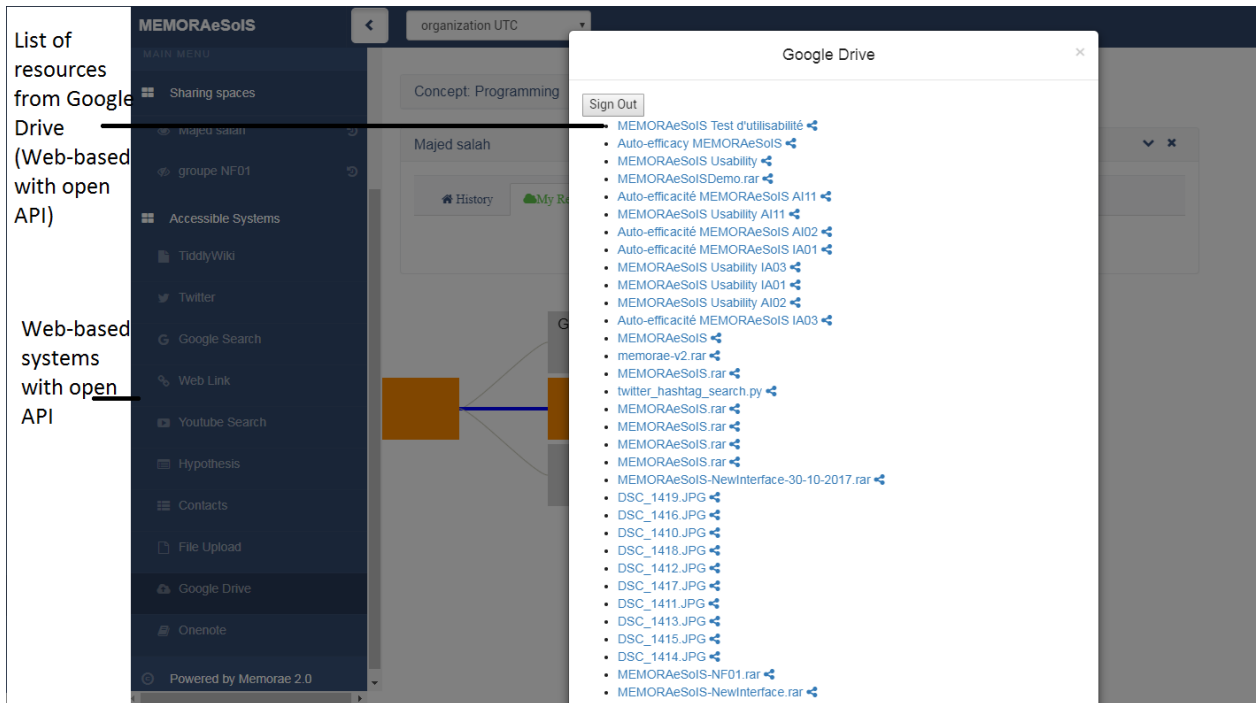 List of
resources
from Google
Drive
(Web-based
with open
API)
Web-based
systems
with open
API
MEMORAeSoIS
MAIN MENU
Sharing spaces
Majed salah
groupe NF01
Accessible Systems
TiddlyWiki
Twitter
Google Search
Web Link
Youtube Search
Hypothesis
Contacts
File Upload
Google Drive
Onenote
Powered by Memorae 2.0
organization UTC
Concept: Programming
Majed salah
History
My Re
G
Google Drive
Sign Out
MEMORAeSoIS Test d'utilisabilité
Auto-efficacy MEMORAeSoIS
MEMORAeSoIS Usability
MEMORAeSoISDemo.rar
Auto-efficacité MEMORAeSoIS AI11
MEMORAeSoIS Usability AI11
Auto-efficacité MEMORAeSoIS AI02
Auto-efficacité MEMORAeSoIS IA01
MEMORAeSoIS Usability IA03
MEMORAeSoIS Usability IA01
MEMORAeSoIS Usability AI02
Auto-efficacité MEMORAeSoIS IA03
MEMORAeSoIS
memorae-v2.rar
MEMORAeSoIS.rar
twitter_hashtag_search.py
MEMORAeSoIS.rar
MEMORAeSoIS.rar
MEMORAeSoIS.rar
MEMORAeSoIS.rar
MEMORAeSoIS-NewInterface-30-10-2017.rar
DSC_1419.JPG
DSC_1416.JPG
DSC_1410.JPG
DSC_1418.JPG
DSC_1412.JPG
DSC_1417.JPG
DSC_1411.JPG
DSC_1413.JPG
DSC_1415.JPG
DSC_1414.JPG
MEMORAeSoIS-NF01.rar
MEMORAeSoIS-NewInterface.rar